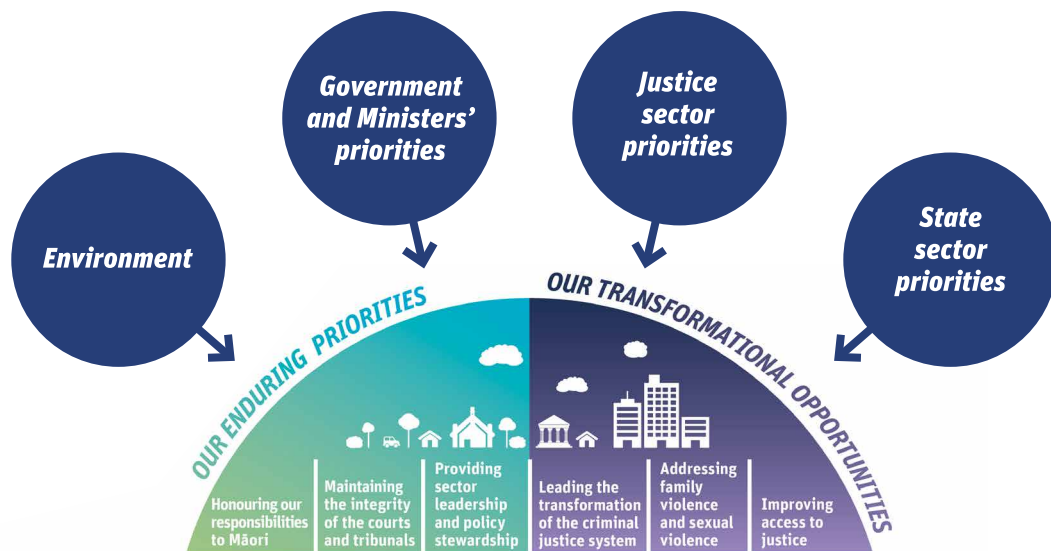 Environment
Government
and Ministers’
priorities
Justice
sector
priorities
State
sector
priorities
OUR ENDURING PRIORITIES
OUR TRANSFORMATIONAL OPPORTUNITIES
Honouring our
responsibilities
to Māori
Maintaining
the integrity
of the courts
and tribunals
Providing
sector
leadership
and policy
stewardship
Leading the
transformation
of the criminal
justice system
Addressing
family
violence
and sexual
violence
Improving
access to
justice